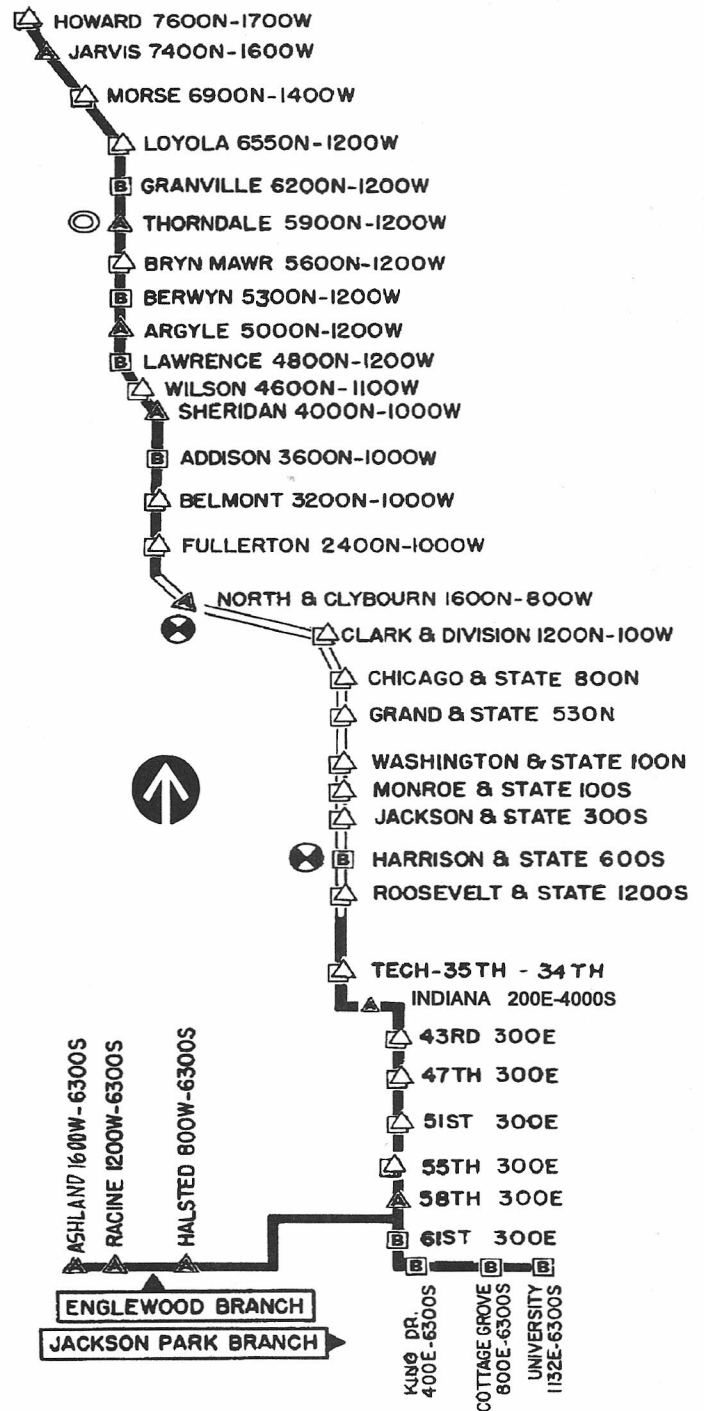 HOWARD 7600N-1700W
A JARVIS 7400N-1600W
MORSE 6900N-1400W
LOYOLA 6550N-1200W
B GRANVILLE 6200N-1200W
A THORNDALE 5900N-1200W
BRYN MAWR 5600N-1200W
B BERWYN 5300N-1200W
A ARGYLE 5000N-1200W
B LAWRENCE 4800N-1200W
WILSON 4600N-1100W
A SHERIDAN 4000N-1000W
B ADDISON 3600N-1000W
BELMONT 3200N-1000W
FULLERTON 2400N-1000W
A NORTH & CLYBOURN 1600N-800W
CLARK & DIVISION 1200N-100W
CHICAGO & STATE 800N
GRAND & STATE 530N
WASHINGTON & STATE 100N
MONROE & STATE 100S
JACKSON & STATE 300S
B HARRISON & STATE 600S
ROOSEVELT & STATE 1200S
TECH-35TH - 34TH
A INDIANA 200E-4000S
43RD 300E
47TH 300E
51ST 300E
55TH 300E
A 58TH 300E
B 61ST 300E
A ASHLAND 1600W-6300S
A RACINE 1200W-6300S
A HALSTED 800W-6300S
ENGLEWOOD BRANCH
JACKSON PARK BRANCH
B KING DR.
400E-6300S
B COTTAGE GROVE
800E-6300S
B UNIVERSITY
1132E-6300S